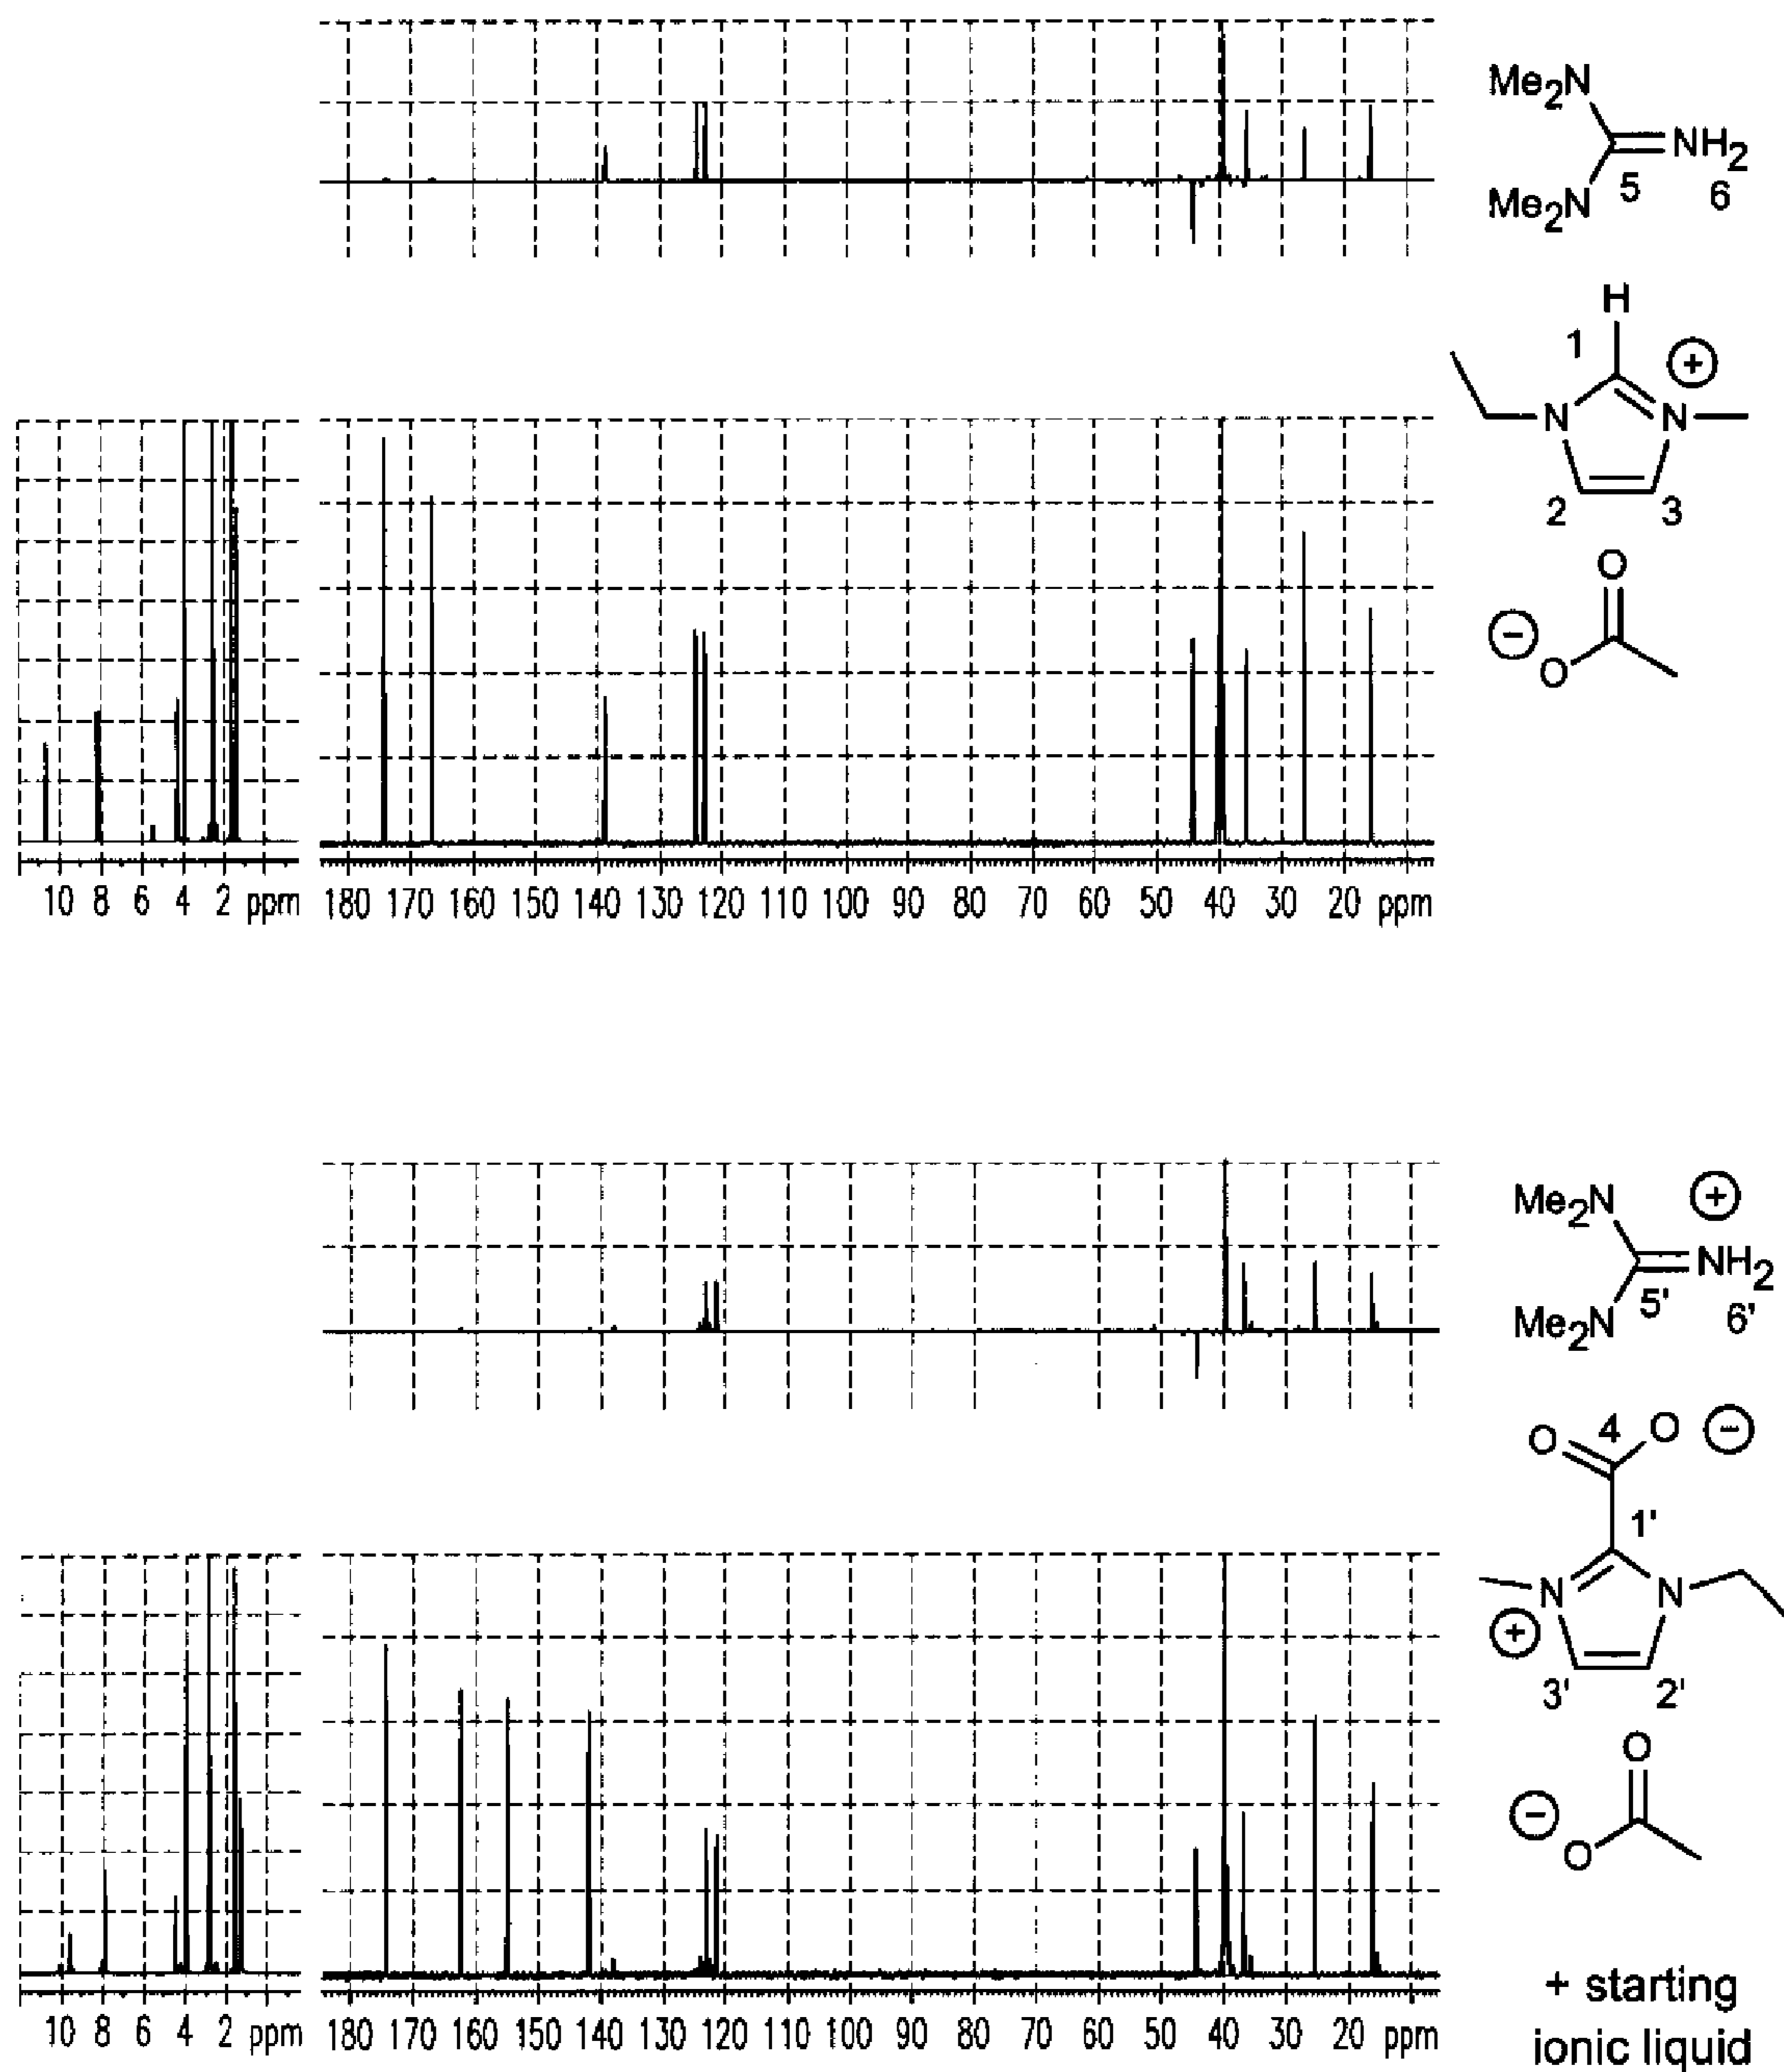 Me2N
NH2
5 6
Me2N
H
1
⊕
N N
2 3
O
⊖
O
10 8 6 4 2 ppm
180 170 160 150 140 130 120 110 100 90 80 70 60 50 40 30 20 ppm
Me2N ⊕
NH2
5' 6'
Me2N
O 4 O ⊖
1'
N N
⊕
3' 2'
O
⊖
O
10 8 6 4 2 ppm
180 170 160 150 140 130 120 110 100 90 80 70 60 50 40 30 20 ppm
+ starting
ionic liquid